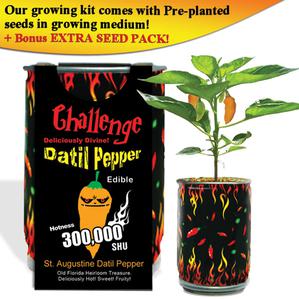 Our growing kit comes with Pre-planted
seeds in growing medium!
+ Bonus EXTRA SEED PACK!
Challenge
Deliciously Divine!
Datil Pepper
Edible
Hotness
300,000
SHU
St. Augustine Datil Pepper
Old Florida Heirloom Treasure.
Deliciously Hot! Sweet! Fruity!